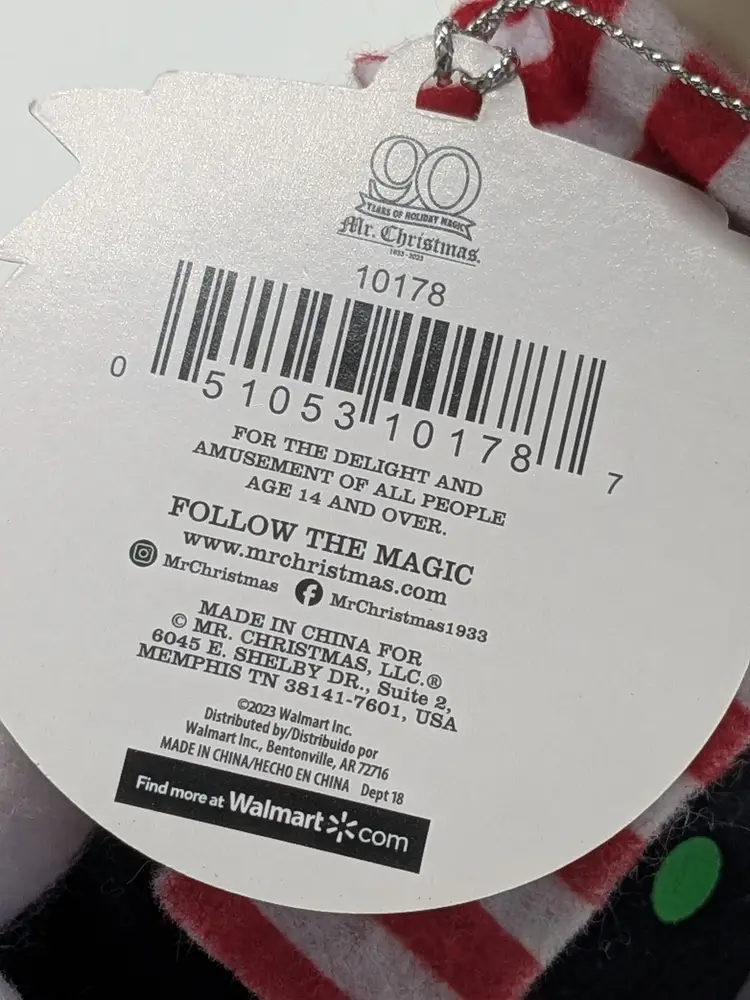 90
YEARS OF HOLIDAY MAGIC
Mr. Christmas.
1933-2023
10178
0 51053 10178 7
FOR THE DELIGHT AND
AMUSEMENT OF ALL PEOPLE
AGE 14 AND OVER.
FOLLOW THE MAGIC
www.mrchristmas.com
MrChristmas MrChristmas1933
MADE IN CHINA FOR
© MR. CHRISTMAS, LLC.®
6045 E. SHELBY DR., Suite 2,
MEMPHIS TN 38141-7601, USA
©2023 Walmart Inc.
Distributed by/Distribuido por
Walmart Inc., Bentonville, AR 72716
MADE IN CHINA/HECHO EN CHINA Dept 18
Find more at Walmart.com